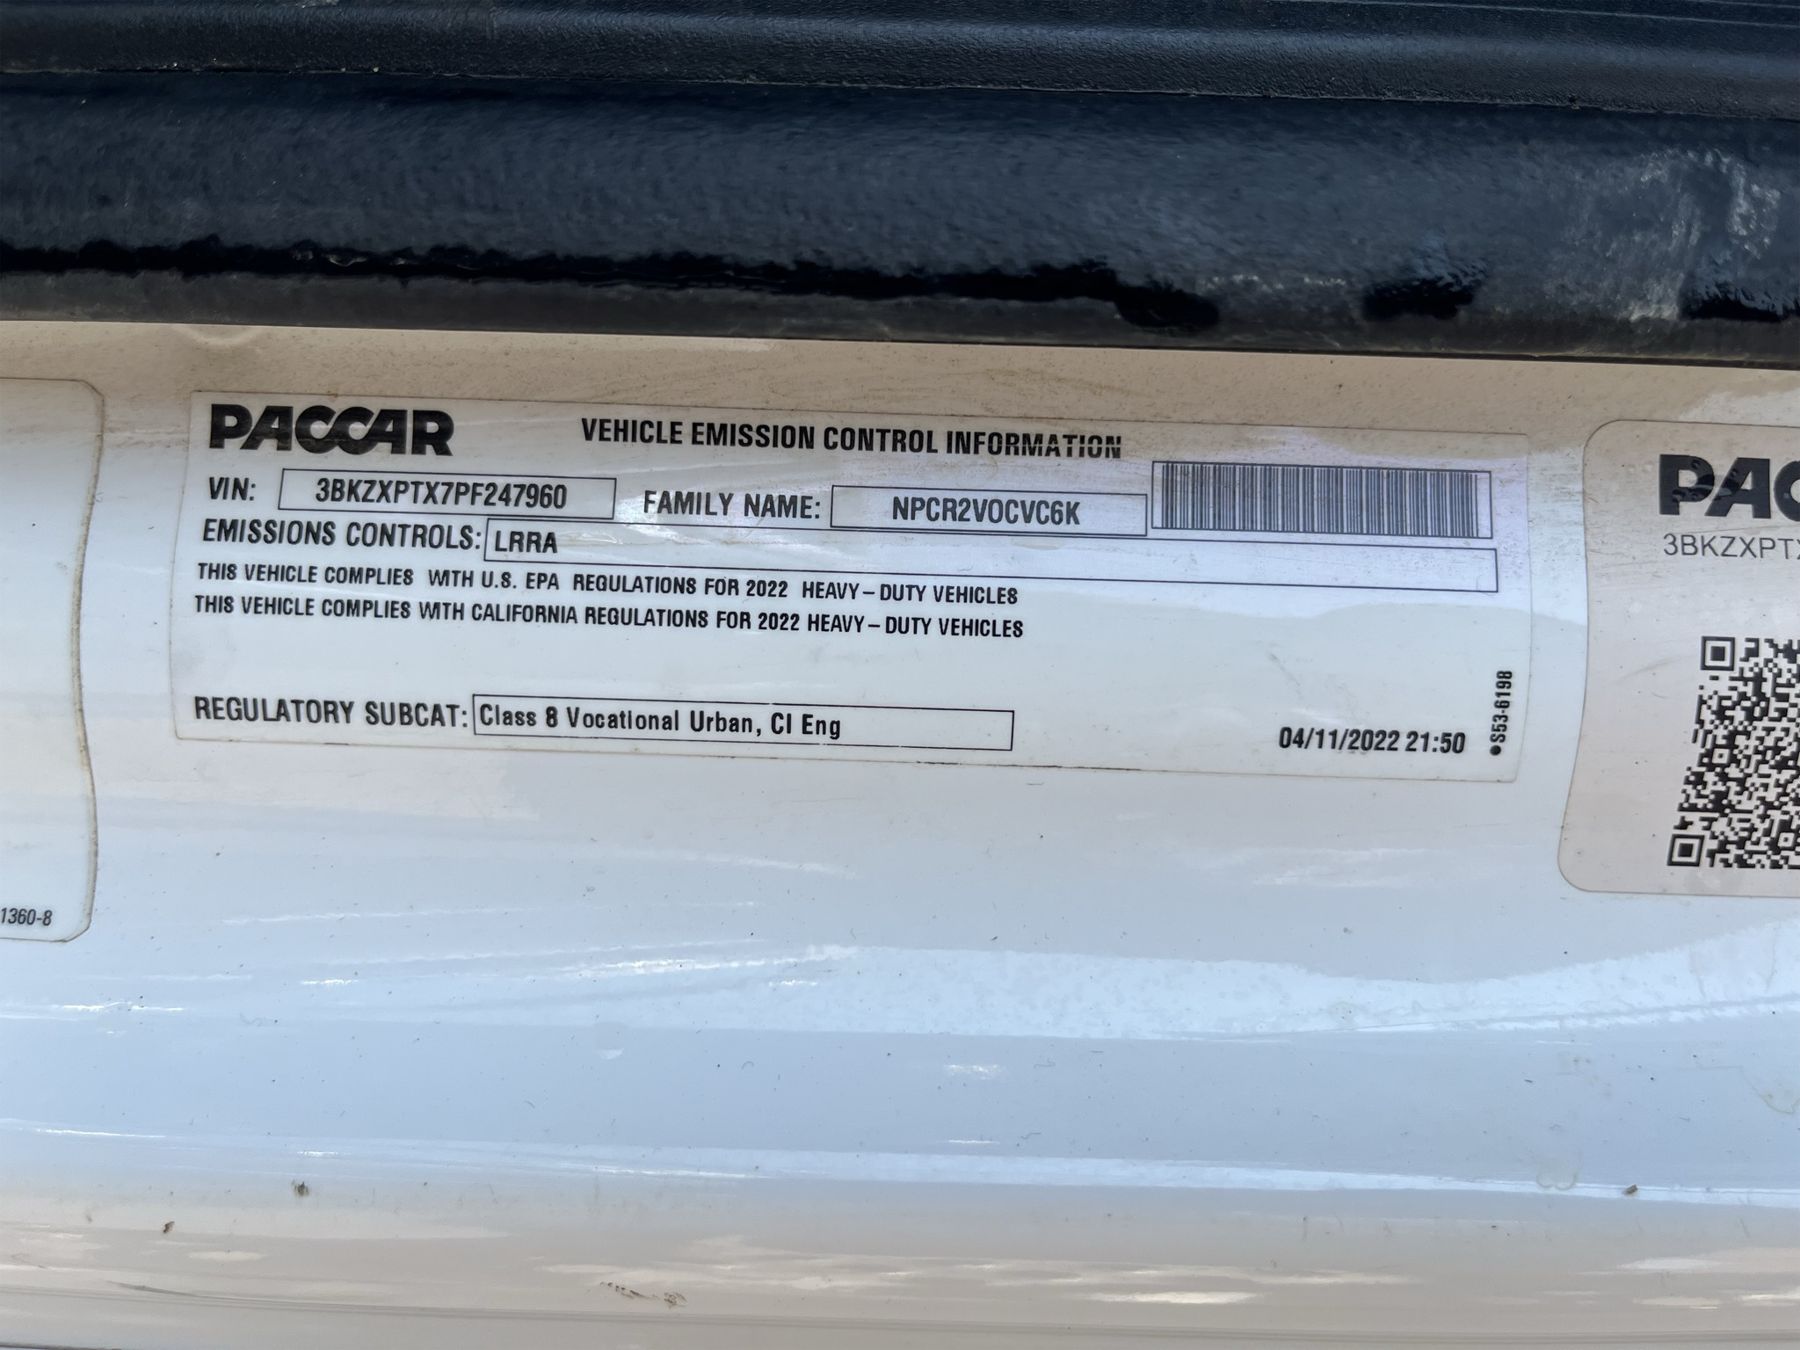 PACCAR VEHICLE EMISSION CONTROL INFORMATION
VIN: 3BKZXPTX7PF247960 FAMILY NAME: NPCR2VOCVC6K
EMISSIONS CONTROLS: LRRA
THIS VEHICLE COMPLIES WITH U.S. EPA REGULATIONS FOR 2022 HEAVY-DUTY VEHICLES
THIS VEHICLE COMPLIES WITH CALIFORNIA REGULATIONS FOR 2022 HEAVY-DUTY VEHICLES
REGULATORY SUBCAT: Class 8 Vocational Urban, CI Eng
04/11/2022 21:50
●S53-6198
1360-8
PAC
3BKZXPT